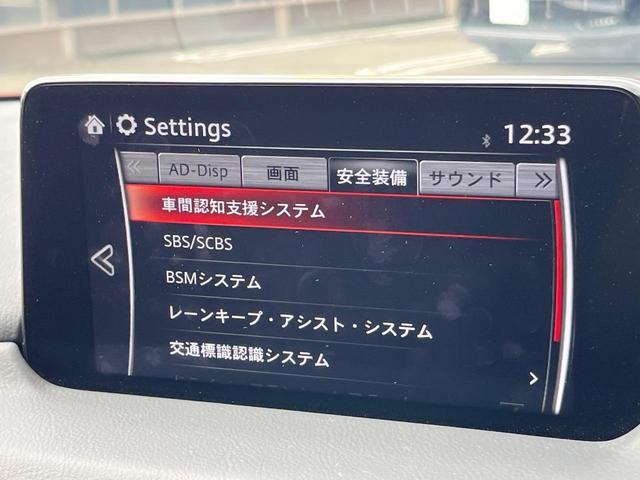 Settings 12:33
AD-Disp 画面 安全装備 サウンド
車間認知支援システム
SBS/SCBS
BSMシステム
レーンキープ・アシスト・システム
交通標識認識システム